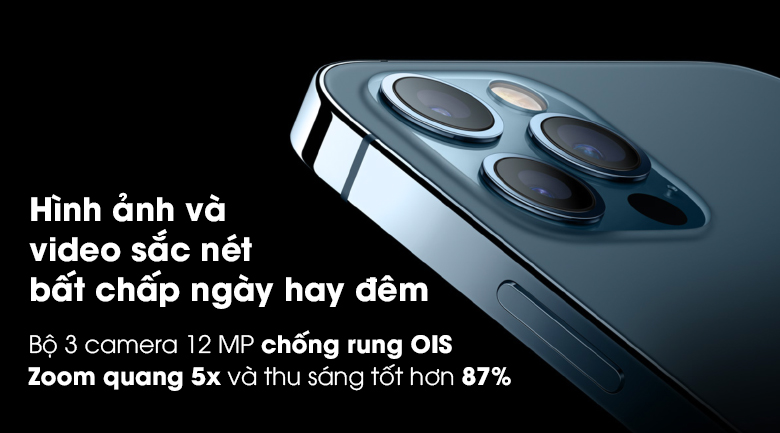 Hình ảnh và
video sắc nét
bất chấp ngày hay đêm
Bộ 3 camera 12 MP chống rung OIS
Zoom quang 5x và thu sáng tốt hơn 87%